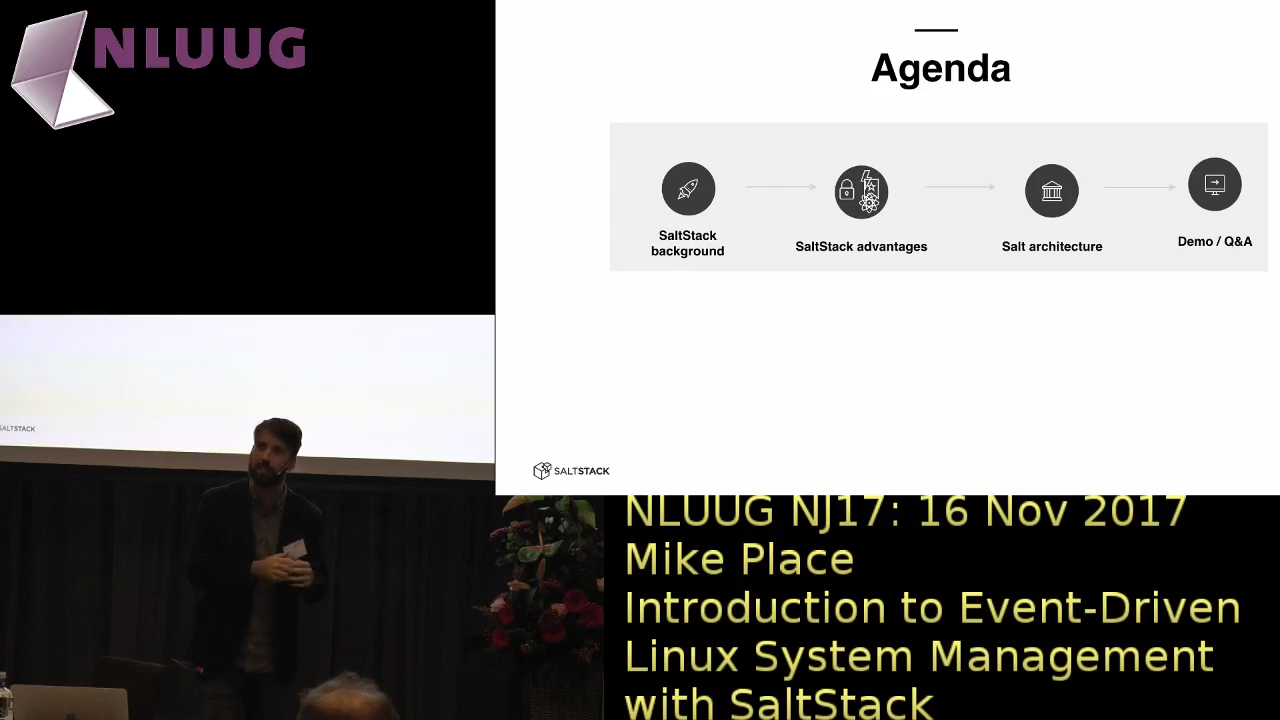 NLUUG
Agenda
SaltStack
background
SaltStack advantages
Salt architecture
Demo / Q&A
SALTSTACK
SALTSTACK
NLUUG NJ17: 16 Nov 2017
Mike Place
Introduction to Event-Driven
Linux System Management
with SaltStack